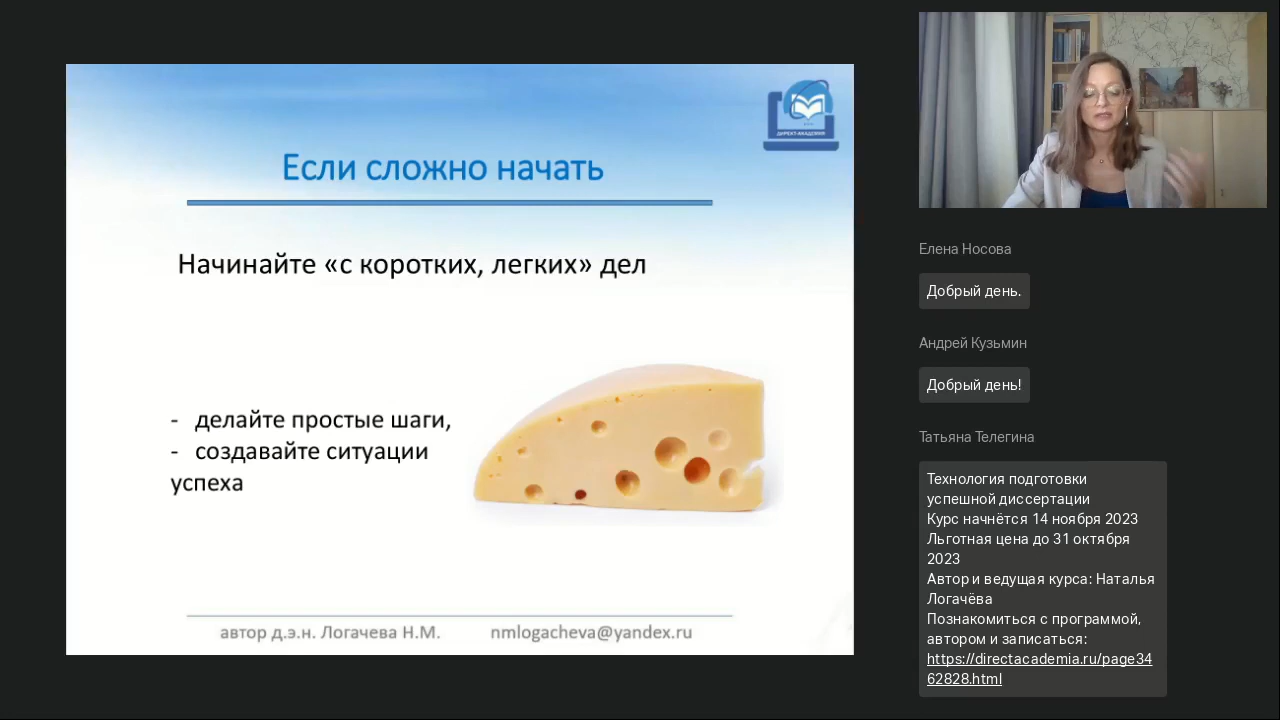 ДИРЕКТ-АКАДЕМИЯ
Если сложно начать
Начинайте «с коротких, легких» дел
- делайте простые шаги,
- создавайте ситуации
успеха
автор д.э.н. Логачева Н.М. nmlogacheva@yandex.ru
Елена Носова
Добрый день.
Андрей Кузьмин
Добрый день!
Татьяна Телегина
Технология подготовки
успешной диссертации
Курс начнётся 14 ноября 2023
Льготная цена до 31 октября
2023
Автор и ведущая курса: Наталья
Логачёва
Познакомиться с программой,
автором и записаться:
https://directacademia.ru/page34
62828.html